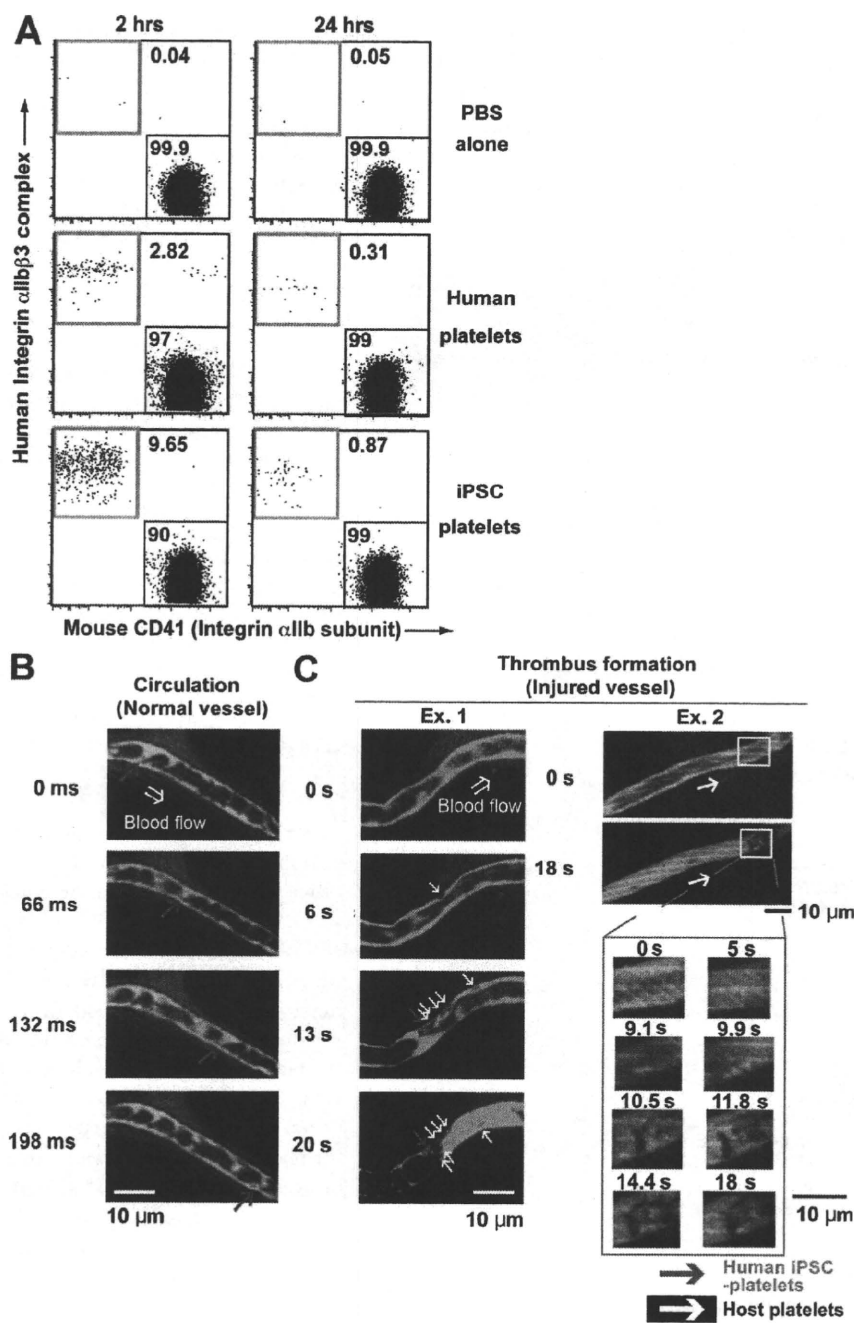 A
2 hrs 24 hrs
Human Integrin αIIbβ3 complex
0.04
99.9
0.05
99.9
PBS
alone
2.82
97
0.31
99
Human
platelets
9.65
90
0.87
99
iPSC
platelets
Mouse CD41 (Integrin αIIb subunit)
B
Circulation
(Normal vessel)
0 ms
Blood flow
66 ms
132 ms
198 ms
10 µm
C
Thrombus formation
(Injured vessel)
Ex. 1
0 s
Blood flow
6 s
13 s
20 s
10 µm
Ex. 2
0 s
18 s
10 µm
0 s 5 s
9.1 s 9.9 s
10.5 s 11.8 s
14.4 s 18 s
10 µm
Human iPSC
-platelets
Host platelets